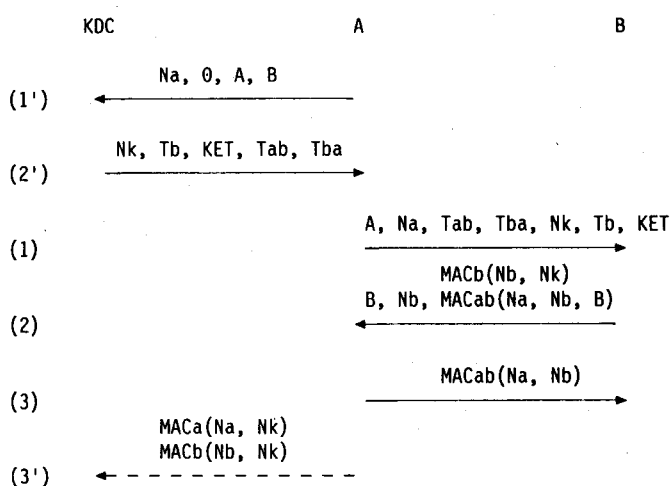 KDC A B
Na, 0, A, B
(1')
Nk, Tb, KET, Tab, Tba
(2')
A, Na, Tab, Tba, Nk, Tb, KET
(1)
MACb(Nb, Nk)
B, Nb, MACab(Na, Nb, B)
(2)
MACab(Na, Nb)
(3)
MACa(Na, Nk)
MACb(Nb, Nk)
(3')